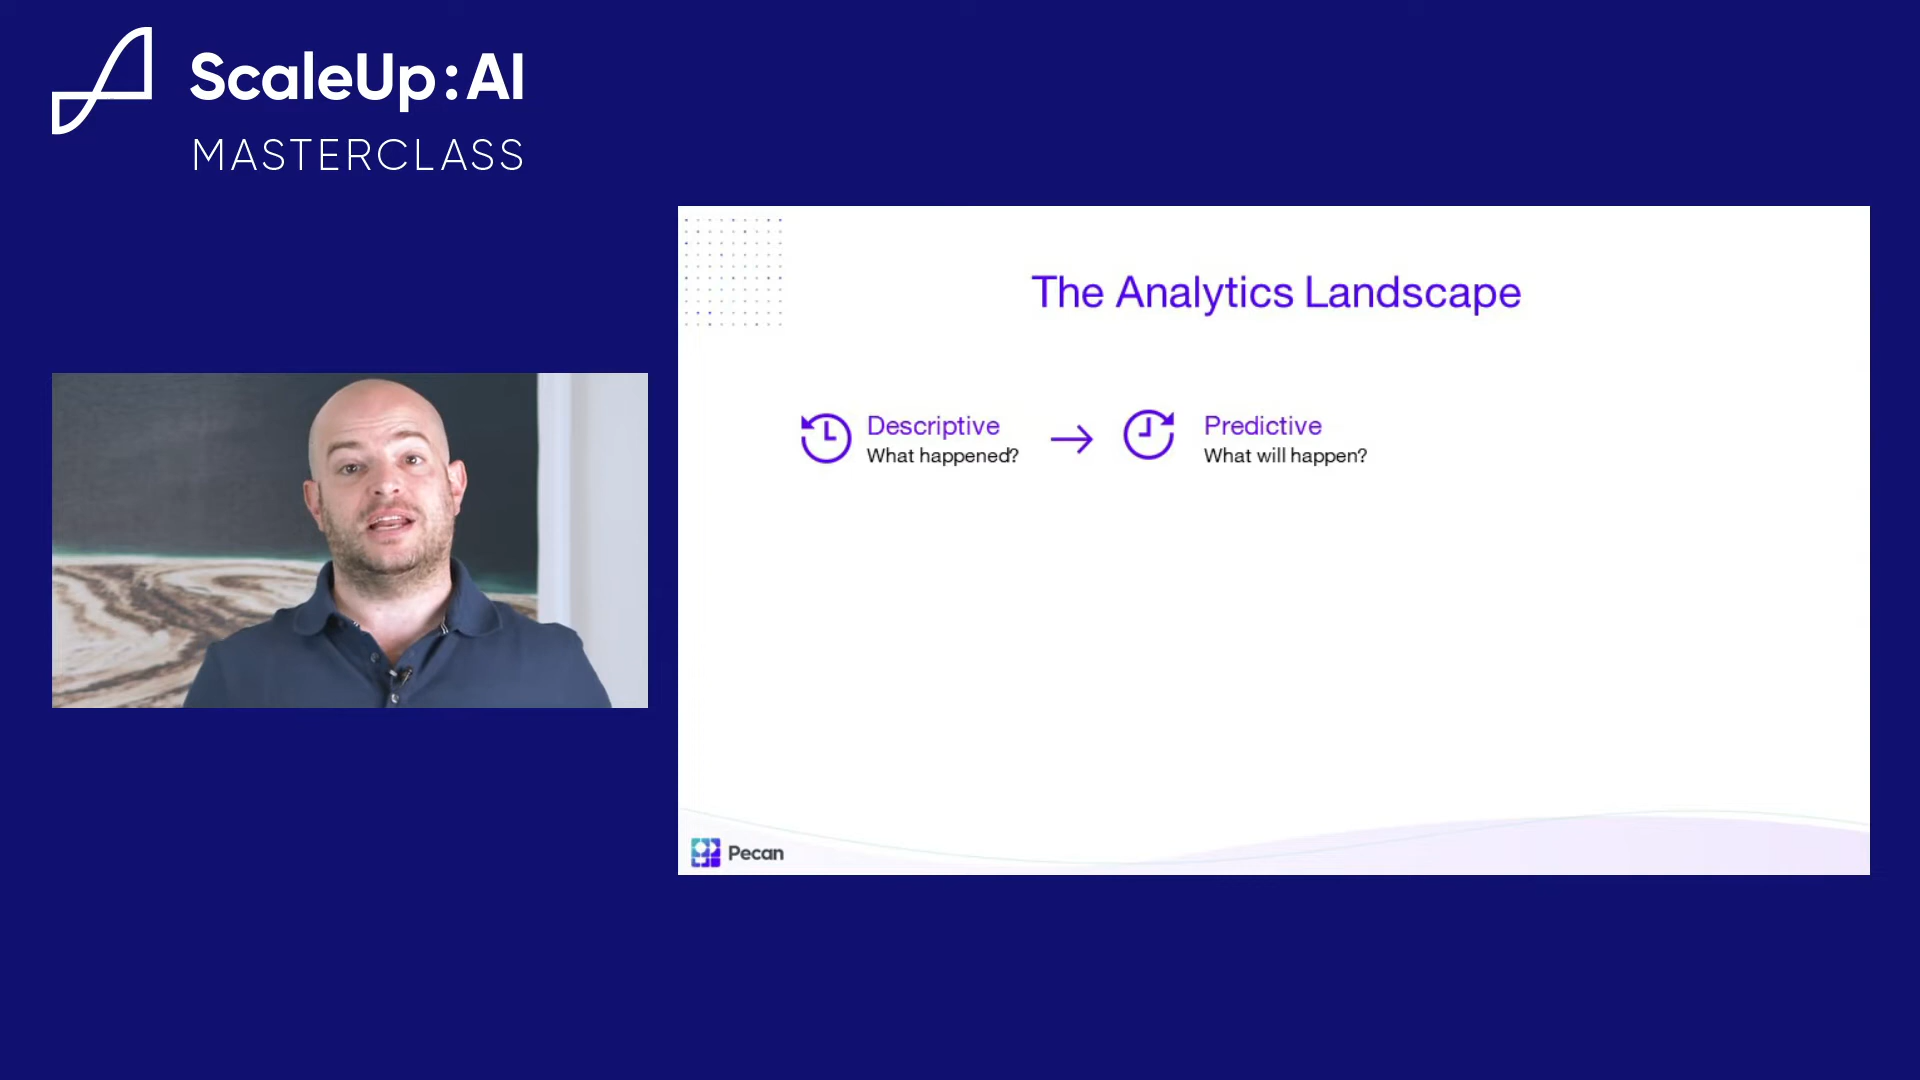 ScaleUp:AI
MASTERCLASS
The Analytics Landscape
Descriptive
What happened?
Predictive
What will happen?
Pecan